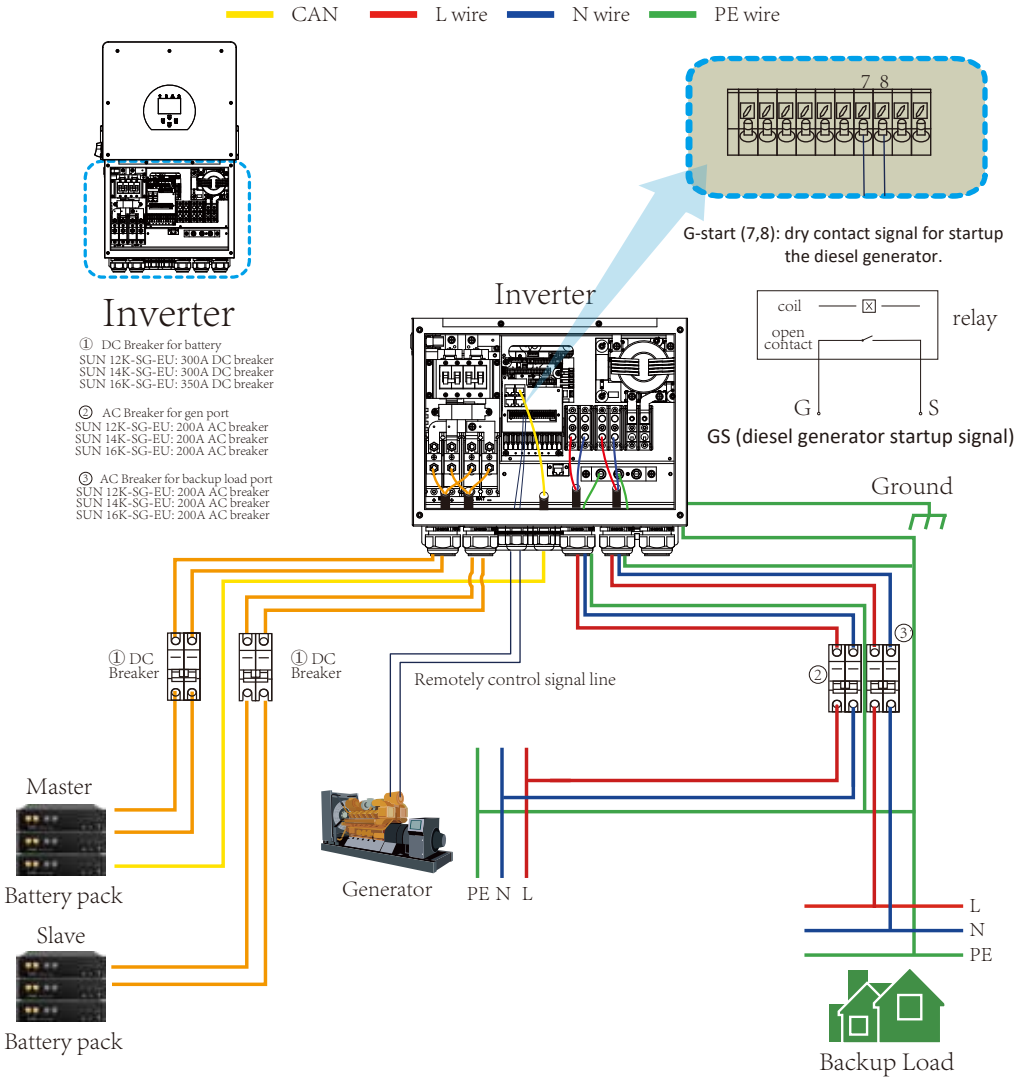 CAN
L wire
N wire
PE wire
7 8
G-start (7,8): dry contact signal for startup
the diesel generator.
Inverter
① DC Breaker for battery
SUN 12K-SG-EU: 300A DC breaker
SUN 14K-SG-EU: 300A DC breaker
SUN 16K-SG-EU: 350A DC breaker
② AC Breaker for gen port
SUN 12K-SG-EU: 200A AC breaker
SUN 14K-SG-EU: 200A AC breaker
SUN 16K-SG-EU: 200A AC breaker
③ AC Breaker for backup load port
SUN 12K-SG-EU: 200A AC breaker
SUN 14K-SG-EU: 200A AC breaker
SUN 16K-SG-EU: 200A AC breaker
Inverter
coil
open
contact
relay
G
S
GS (diesel generator startup signal)
Ground
① DC
Breaker
① DC
Breaker
Remotely control signal line
②
③
Master
Battery pack
Slave
Battery pack
Generator
PE N L
L
N
PE
Backup Load